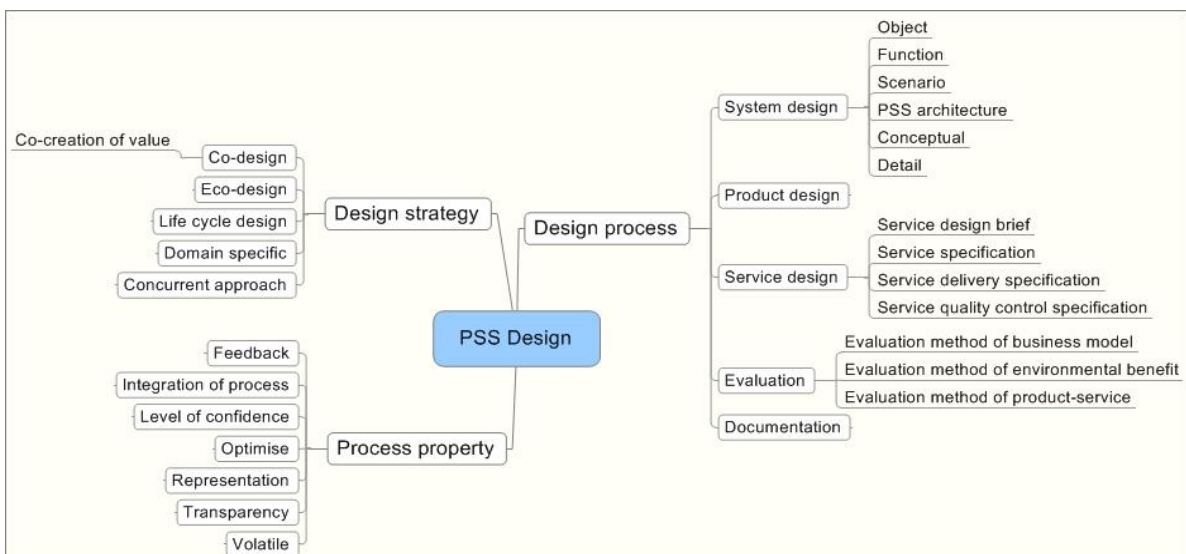 PSS Design
Design strategy
Co-design
Co-creation of value
Eco-design
Life cycle design
Domain specific
Concurrent approach
Process property
Feedback
Integration of process
Level of confidence
Optimise
Representation
Transparency
Volatile
Design process
System design
Object
Function
Scenario
PSS architecture
Conceptual
Detail
Product design
Service design
Service design brief
Service specification
Service delivery specification
Service quality control specification
Evaluation
Evaluation method of business model
Evaluation method of environmental benefit
Evaluation method of product-service
Documentation